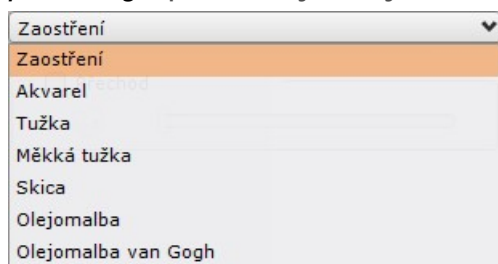 Zaostření
Zaostření
Akvarel
Tužka
Měkká tužka
Skica
Olejomalba
Olejomalba van Gogh